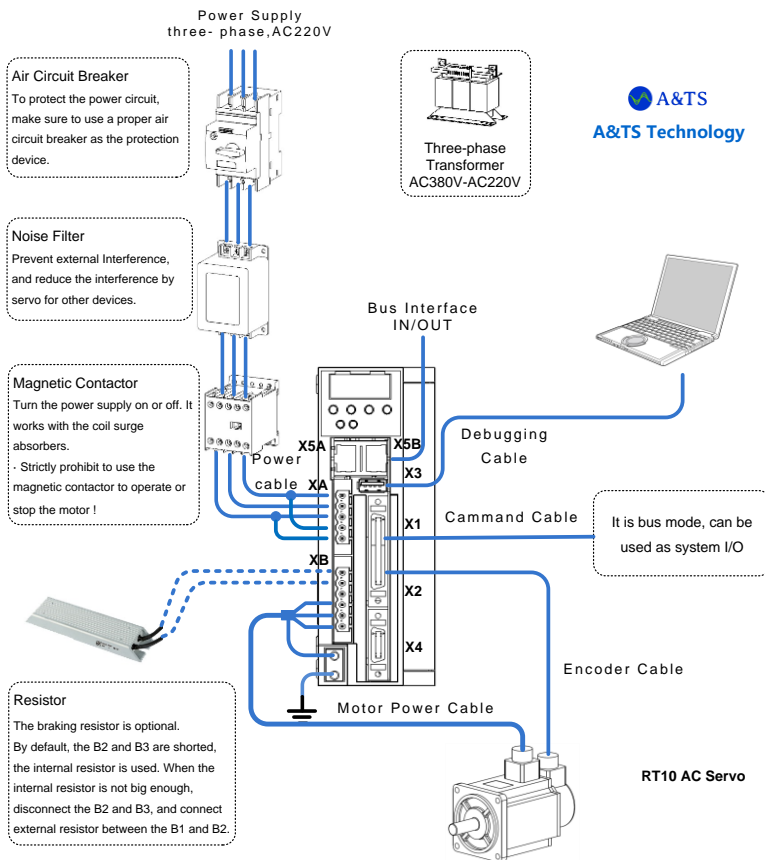 Power Supply
three- phase,AC220V
Air Circuit Breaker
To protect the power circuit,
make sure to use a proper air
circuit breaker as the protection
device.
Three-phase
Transformer
AC380V-AC220V
A&TS
A&TS Technology
Noise Filter
Prevent external Interference,
and reduce the interference by
servo for other devices.
Bus Interface
IN/OUT
Magnetic Contactor
Turn the power supply on or off. It
works with the coil surge
absorbers.
- Strictly prohibit to use the
magnetic contactor to operate or
stop the motor !
X5A
X5B
Debugging
Cable
Power
cable
XA
X3
X1
Cammand Cable
It is bus mode, can be
used as system I/O
XB
X2
X4
Encoder Cable
Motor Power Cable
Resistor
The braking resistor is optional.
By default, the B2 and B3 are shorted,
the internal resistor is used. When the
internal resistor is not big enough,
disconnect the B2 and B3, and connect
external resistor between the B1 and B2.
RT10 AC Servo